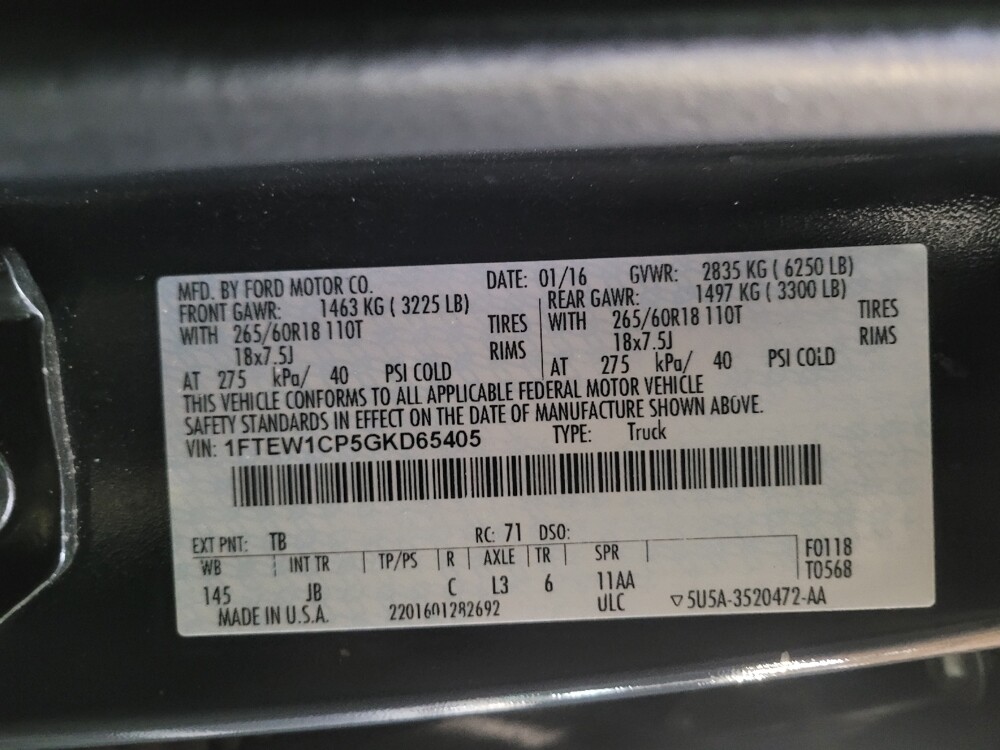 MFD. BY FORD MOTOR CO. DATE: 01/16 GVWR: 2835 KG ( 6250 LB)
FRONT GAWR: 1463 KG ( 3225 LB) REAR GAWR: 1497 KG ( 3300 LB)
WITH 265/60R18 110T TIRES WITH 265/60R18 110T TIRES
18x7.5J RIMS 18x7.5J RIMS
AT 275 kPa/ 40 PSI COLD AT 275 kPa/ 40 PSI COLD
THIS VEHICLE CONFORMS TO ALL APPLICABLE FEDERAL MOTOR VEHICLE
SAFETY STANDARDS IN EFFECT ON THE DATE OF MANUFACTURE SHOWN ABOVE.
VIN: 1FTEW1CP5GKD65405 TYPE: Truck
EXT PNT: TB RC: 71 DSO:
WB INT TR TP/PS R AXLE TR SPR F0118
145 JB C L3 6 11AA T0568
MADE IN U.S.A. 2201601282692 ULC ▽5U5A-3520472-AA